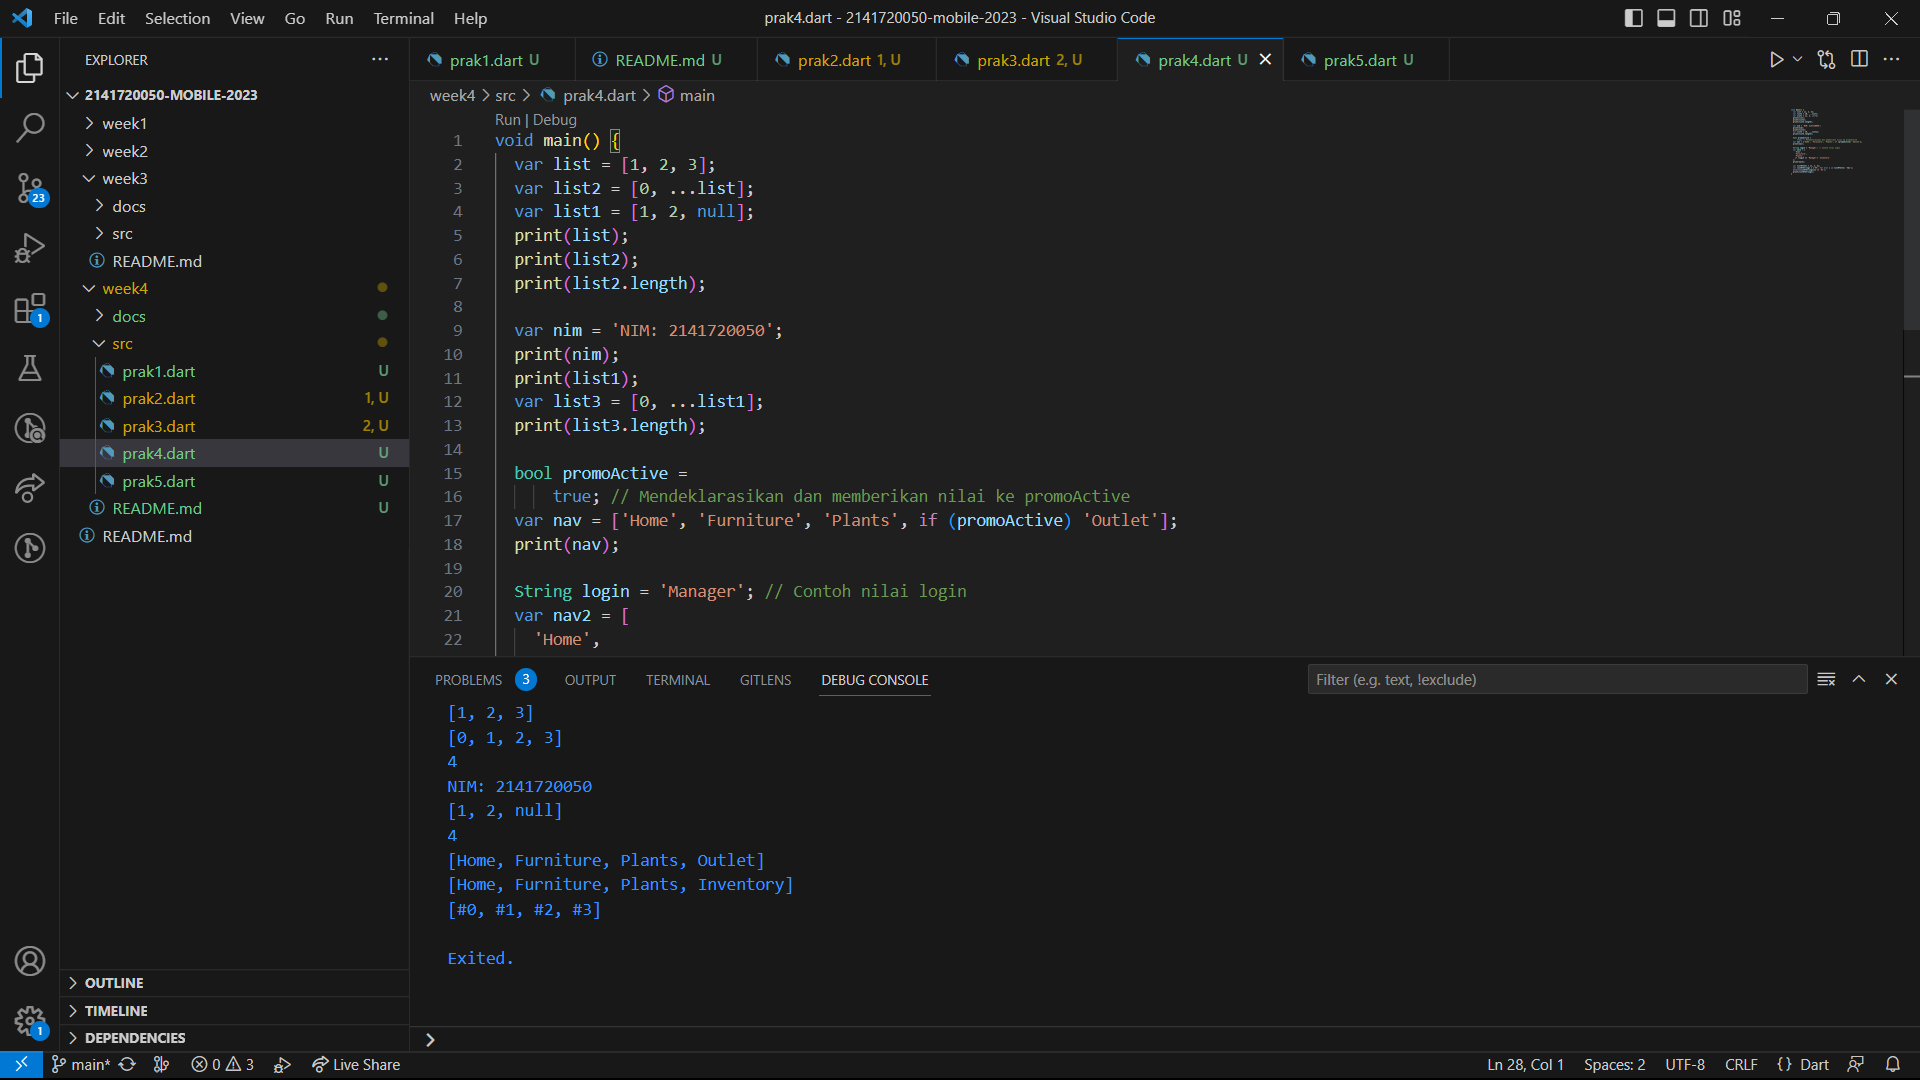 File Edit Selection View Go Run Terminal Help
prak4.dart - 2141720050-mobile-2023 - Visual Studio Code
EXPLORER
2141720050-MOBILE-2023
week1
week2
week3
docs
src
README.md
week4
docs
src
prak1.dart U
prak2.dart 1, U
prak3.dart 2, U
prak4.dart U
prak5.dart U
README.md U
README.md
OUTLINE
TIMELINE
DEPENDENCIES
23
1
1
prak1.dart U README.md U prak2.dart 1, U prak3.dart 2, U prak4.dart U prak5.dart U
week4 > src > prak4.dart > main
Run | Debug
1 void main() {
2 var list = [1, 2, 3];
3 var list2 = [0, ...list];
4 var list1 = [1, 2, null];
5 print(list);
6 print(list2);
7 print(list2.length);
8
9 var nim = 'NIM: 2141720050';
10 print(nim);
11 print(list1);
12 var list3 = [0, ...list1];
13 print(list3.length);
14
15 bool promoActive =
16 true; // Mendeklarasikan dan memberikan nilai ke promoActive
17 var nav = ['Home', 'Furniture', 'Plants', if (promoActive) 'Outlet'];
18 print(nav);
19
20 String login = 'Manager'; // Contoh nilai login
21 var nav2 = [
22 'Home',
PROBLEMS 3 OUTPUT TERMINAL GITLENS DEBUG CONSOLE
Filter (e.g. text, !exclude)
[1, 2, 3]
[0, 1, 2, 3]
4
NIM: 2141720050
[1, 2, null]
4
[Home, Furniture, Plants, Outlet]
[Home, Furniture, Plants, Inventory]
[#0, #1, #2, #3]
Exited.
main* 0 3 Live Share
Ln 28, Col 1 Spaces: 2 UTF-8 CRLF {} Dart